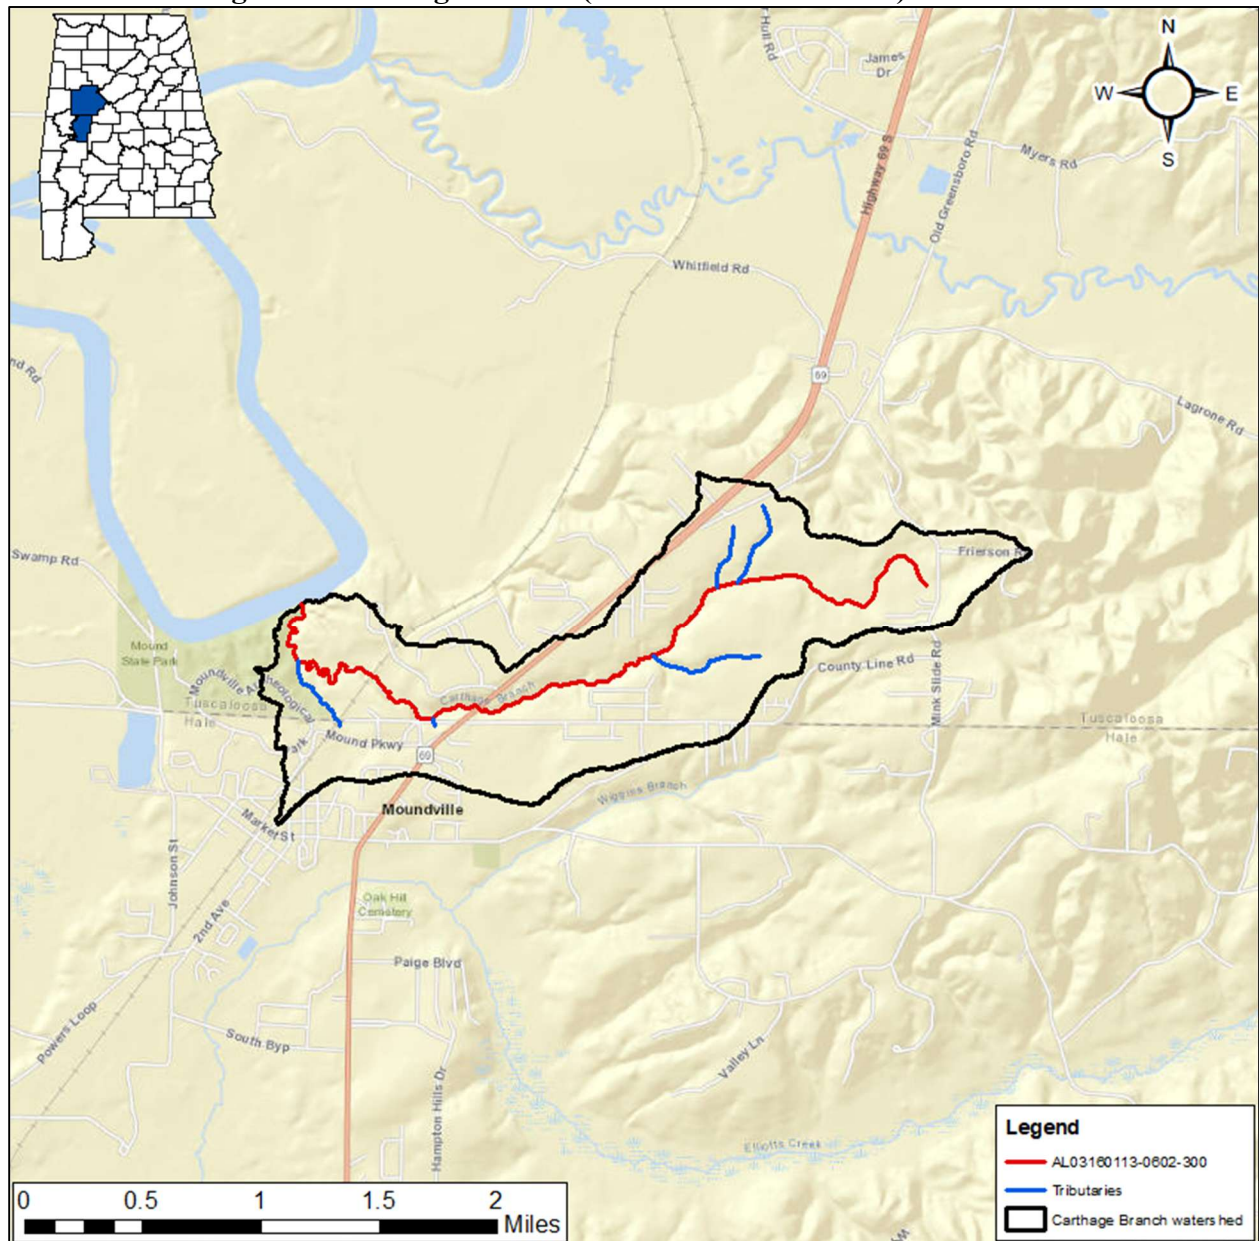 N
W E
S
James
Dr
Hull Rd
Highway 69 S
Old Greensboro Rd
Myers Rd
Whitfield Rd
69
Lagrone Rd
nd Rd
Swamp Rd
Frierson R
Mound
State Park
Moundville Archeological
ark
Tuscaloosa
Hale
Carthage Branch
County Line Rd
Mink Slide Rd
Tuscaloosa
Hale
Mound Pkwy
69
Moundville
Wiggins Branch
Market St
Johnson St
2nd Ave
Oak Hill
Cemetery
Paige Blvd
Powers Loop
South Byp
Hampton Hills Dr
Valley Ln
Elliotts Creek
Legend
AL03160113-0602-300
Tributaries
Carthage Branch watershed
0 0.5 1 1.5 2
Miles